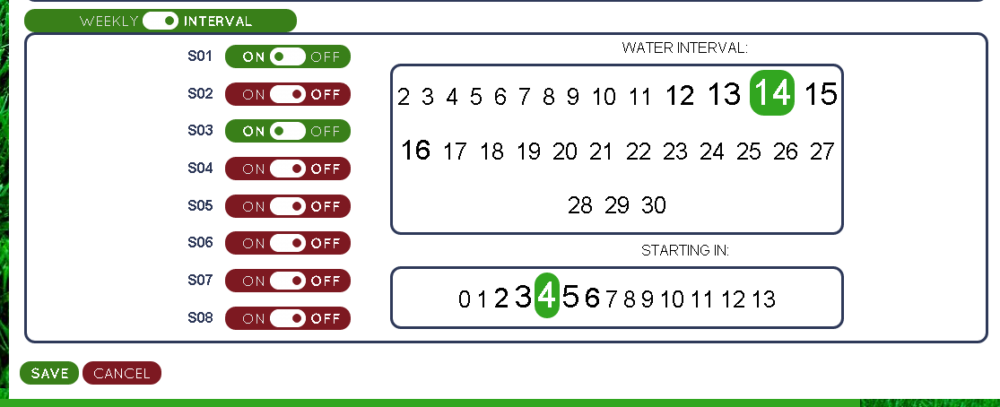 WEEKLY INTERVAL
S01 ON OFF
S02 ON OFF
S03 ON OFF
S04 ON OFF
S05 ON OFF
S06 ON OFF
S07 ON OFF
S08 ON OFF
WATER INTERVAL:
2 3 4 5 6 7 8 9 10 11 12 13 14 15
16 17 18 19 20 21 22 23 24 25 26 27
28 29 30
STARTING IN:
0 1 2 3 4 5 6 7 8 9 10 11 12 13
SAVE CANCEL